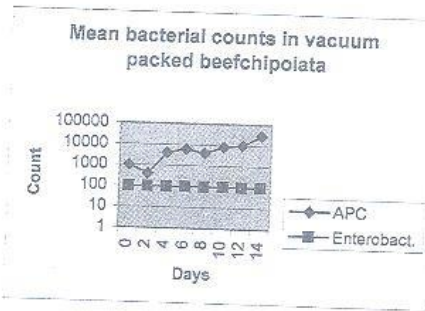 Mean bacterial counts in vacuum
packed beefchipolata
100000
10000
1000
100
10
1
Count
0 2 4 6 8 10 12 14
Days
APC
Enterobact.